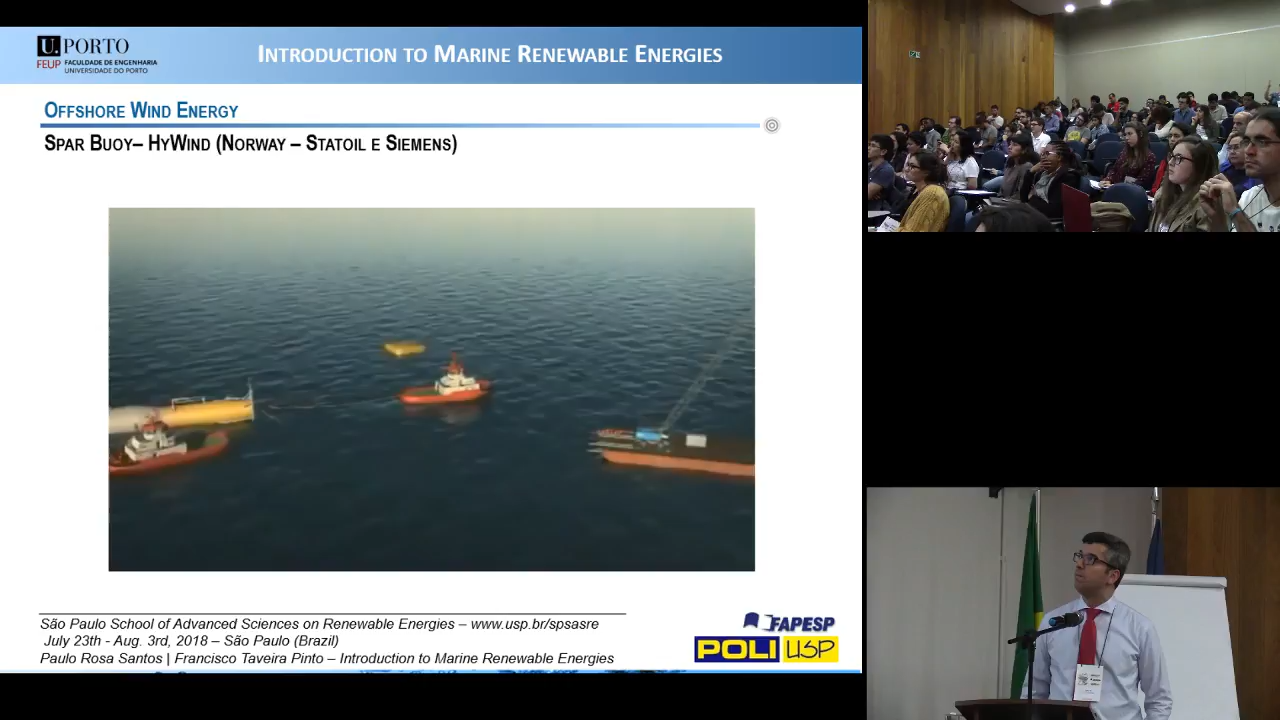 U. PORTO
FEUP FACULDADE DE ENGENHARIA
UNIVERSIDADE DO PORTO
INTRODUCTION TO MARINE RENEWABLE ENERGIES
OFFSHORE WIND ENERGY
SPAR BUOY– HYWIND (NORWAY – STATOIL E SIEMENS)
São Paulo School of Advanced Sciences on Renewable Energies – www.usp.br/spsasre
July 23th - Aug. 3rd, 2018 – São Paulo (Brazil)
Paulo Rosa Santos | Francisco Taveira Pinto – Introduction to Marine Renewable Energies
FAPESP
POLI USP